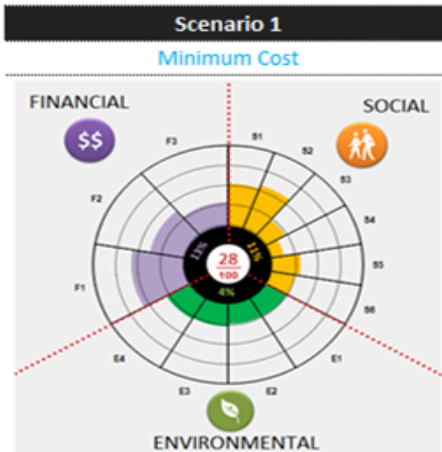 Scenario 1
Minimum Cost
FINANCIAL
SOCIAL
$$
F3
S1
S2
S3
F2
S4
13%
11%
28
100
S5
4%
F1
S6
E4
E1
E3
E2
ENVIRONMENTAL